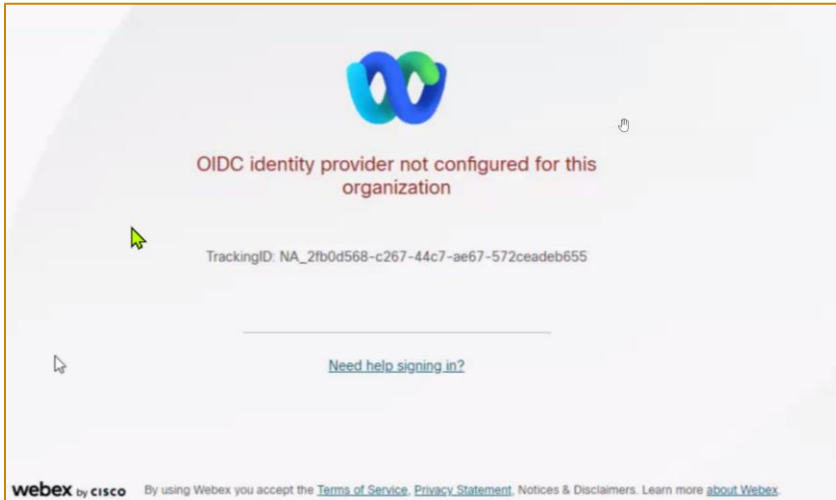 OIDC identity provider not configured for this
organization
TrackingID: NA_2fb0d568-c267-44c7-ae67-572ceadeb655
Need help signing in?
webex by CISCO By using Webex you accept the Terms of Service, Privacy Statement, Notices & Disclaimers. Learn more about Webex.